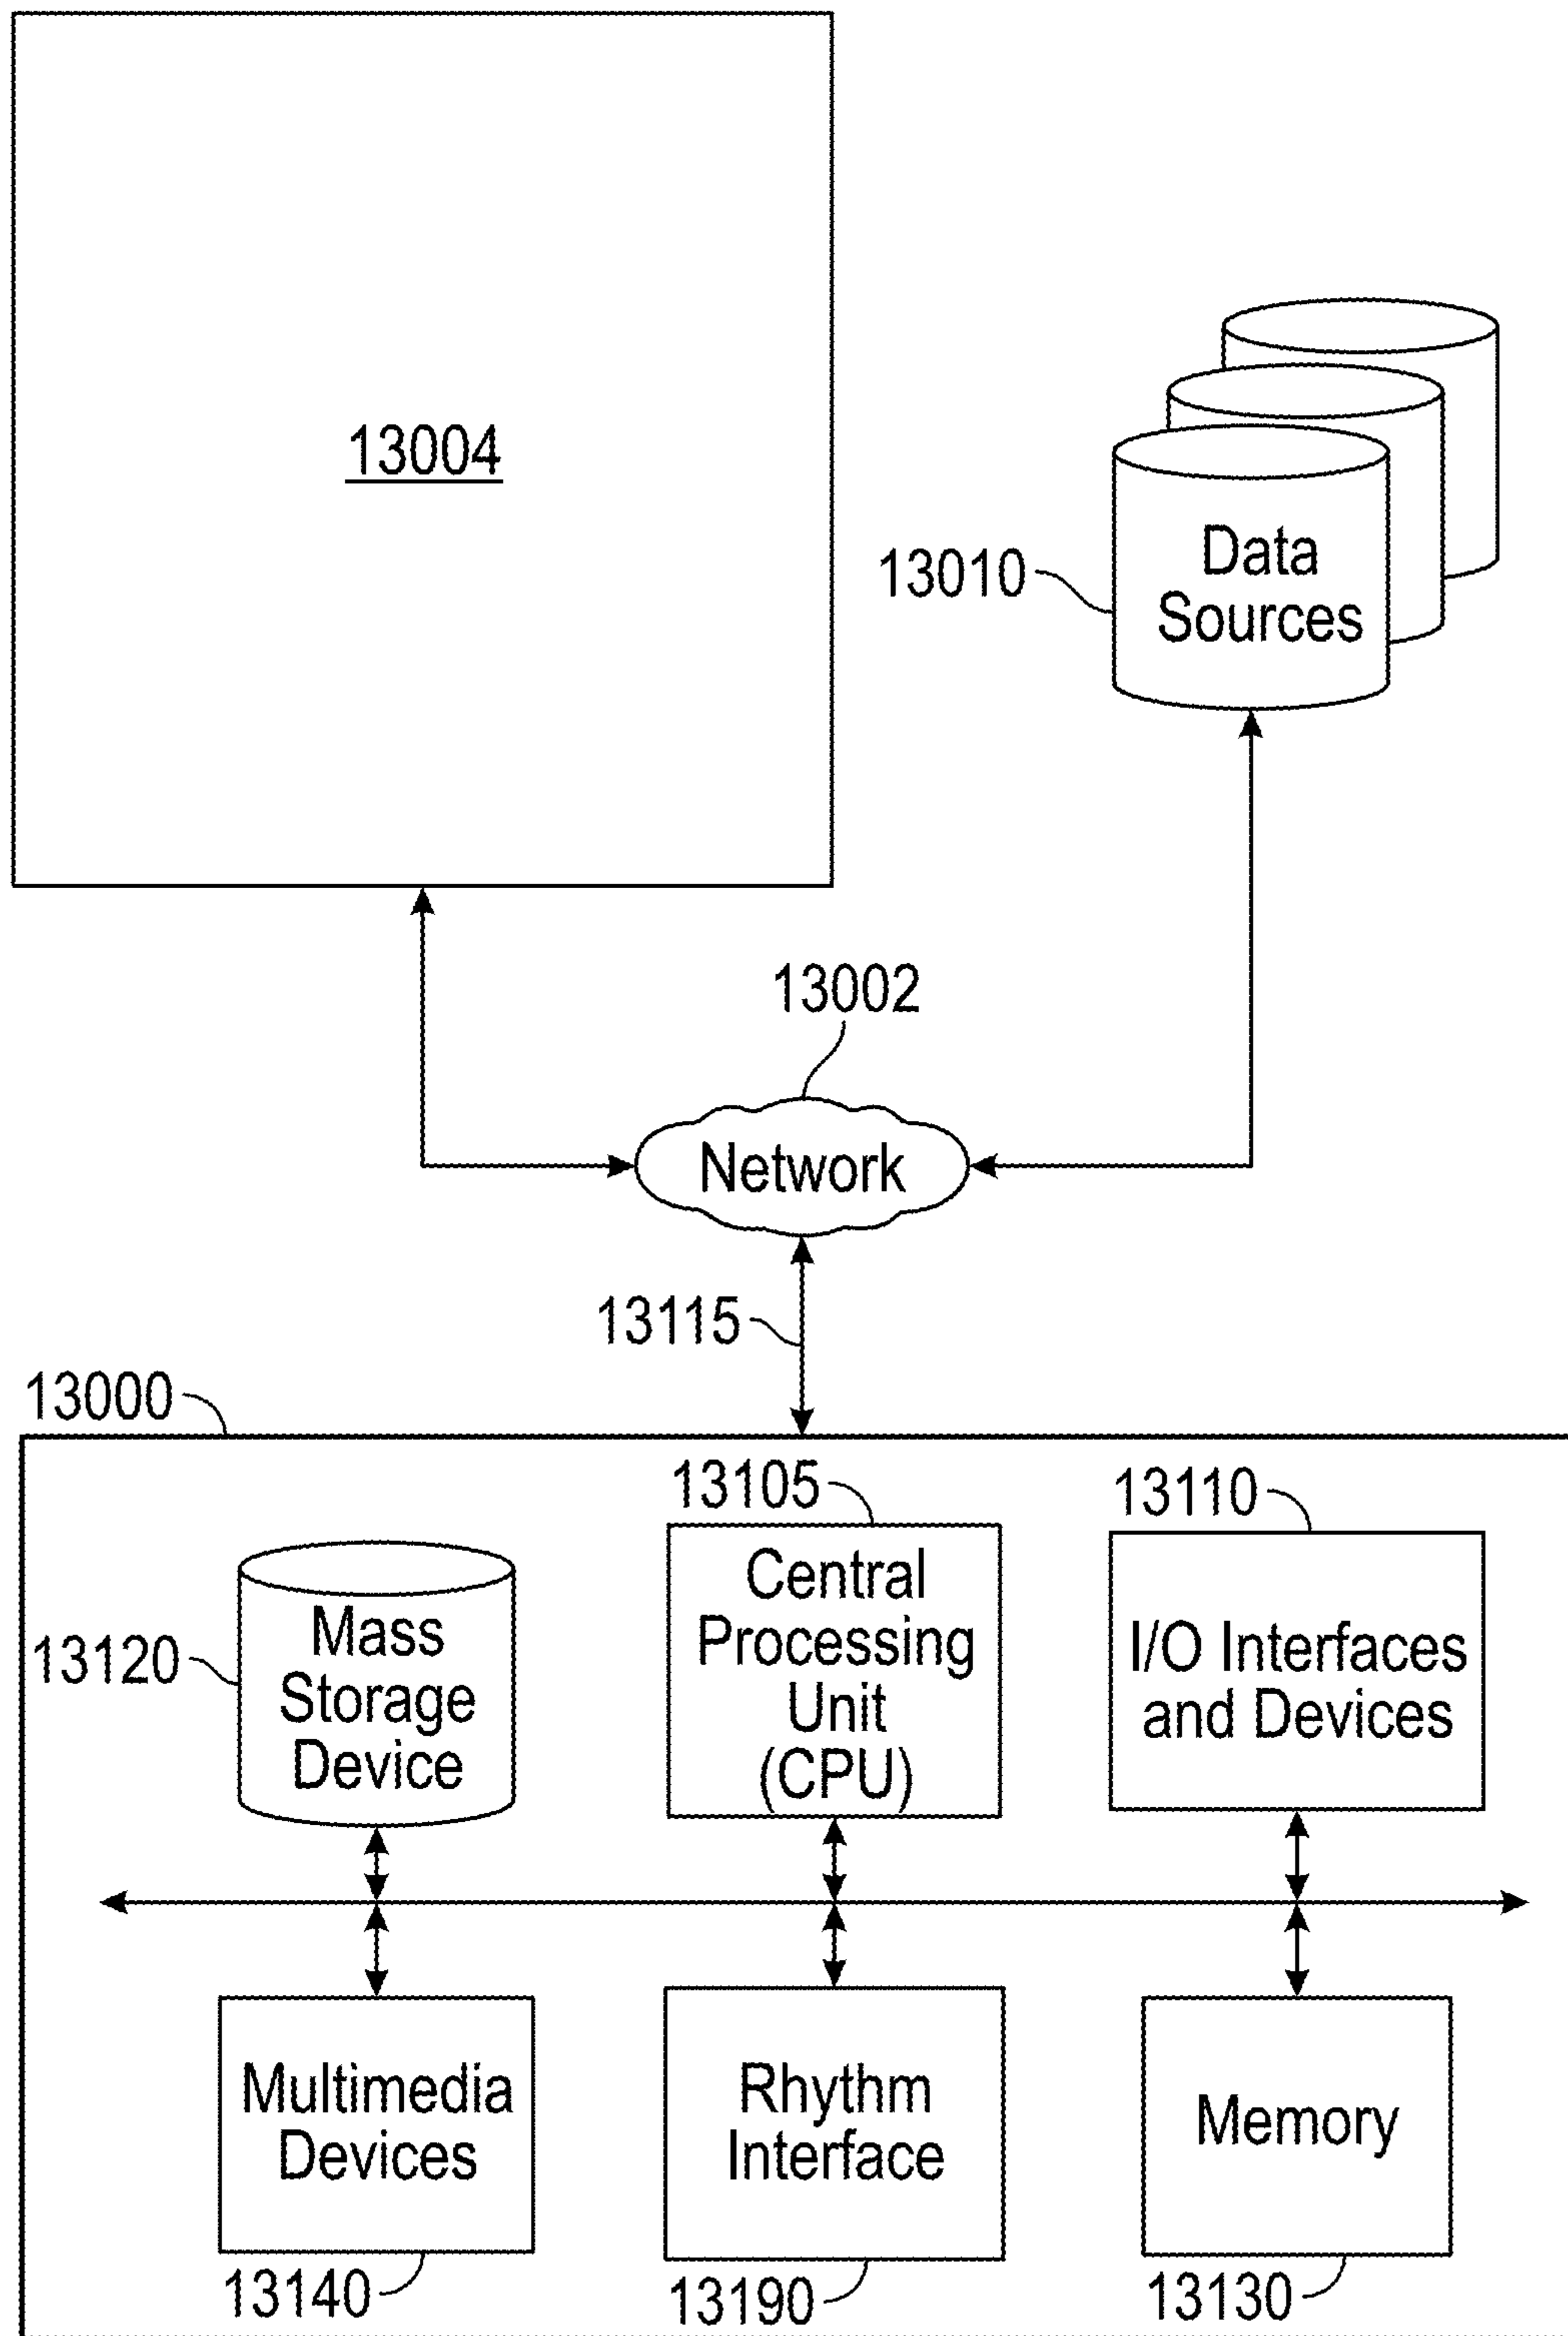 13004
13010
Data
Sources
13002
Network
13115
13000
13105
13110
13120
Mass
Storage
Device
Central
Processing
Unit
(CPU)
I/O Interfaces
and Devices
Multimedia
Devices
Rhythm
Interface
Memory
13140
13190
13130